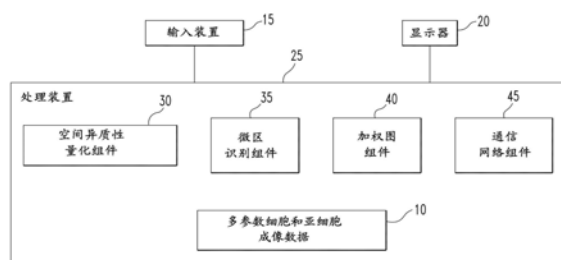 输入装置
15
显示器
20
25
处理装置
30
空间异质性
量化组件
35
微区
识别组件
40
加权图
组件
45
通信
网络组件
10
多参数细胞和亚细胞
成像数据